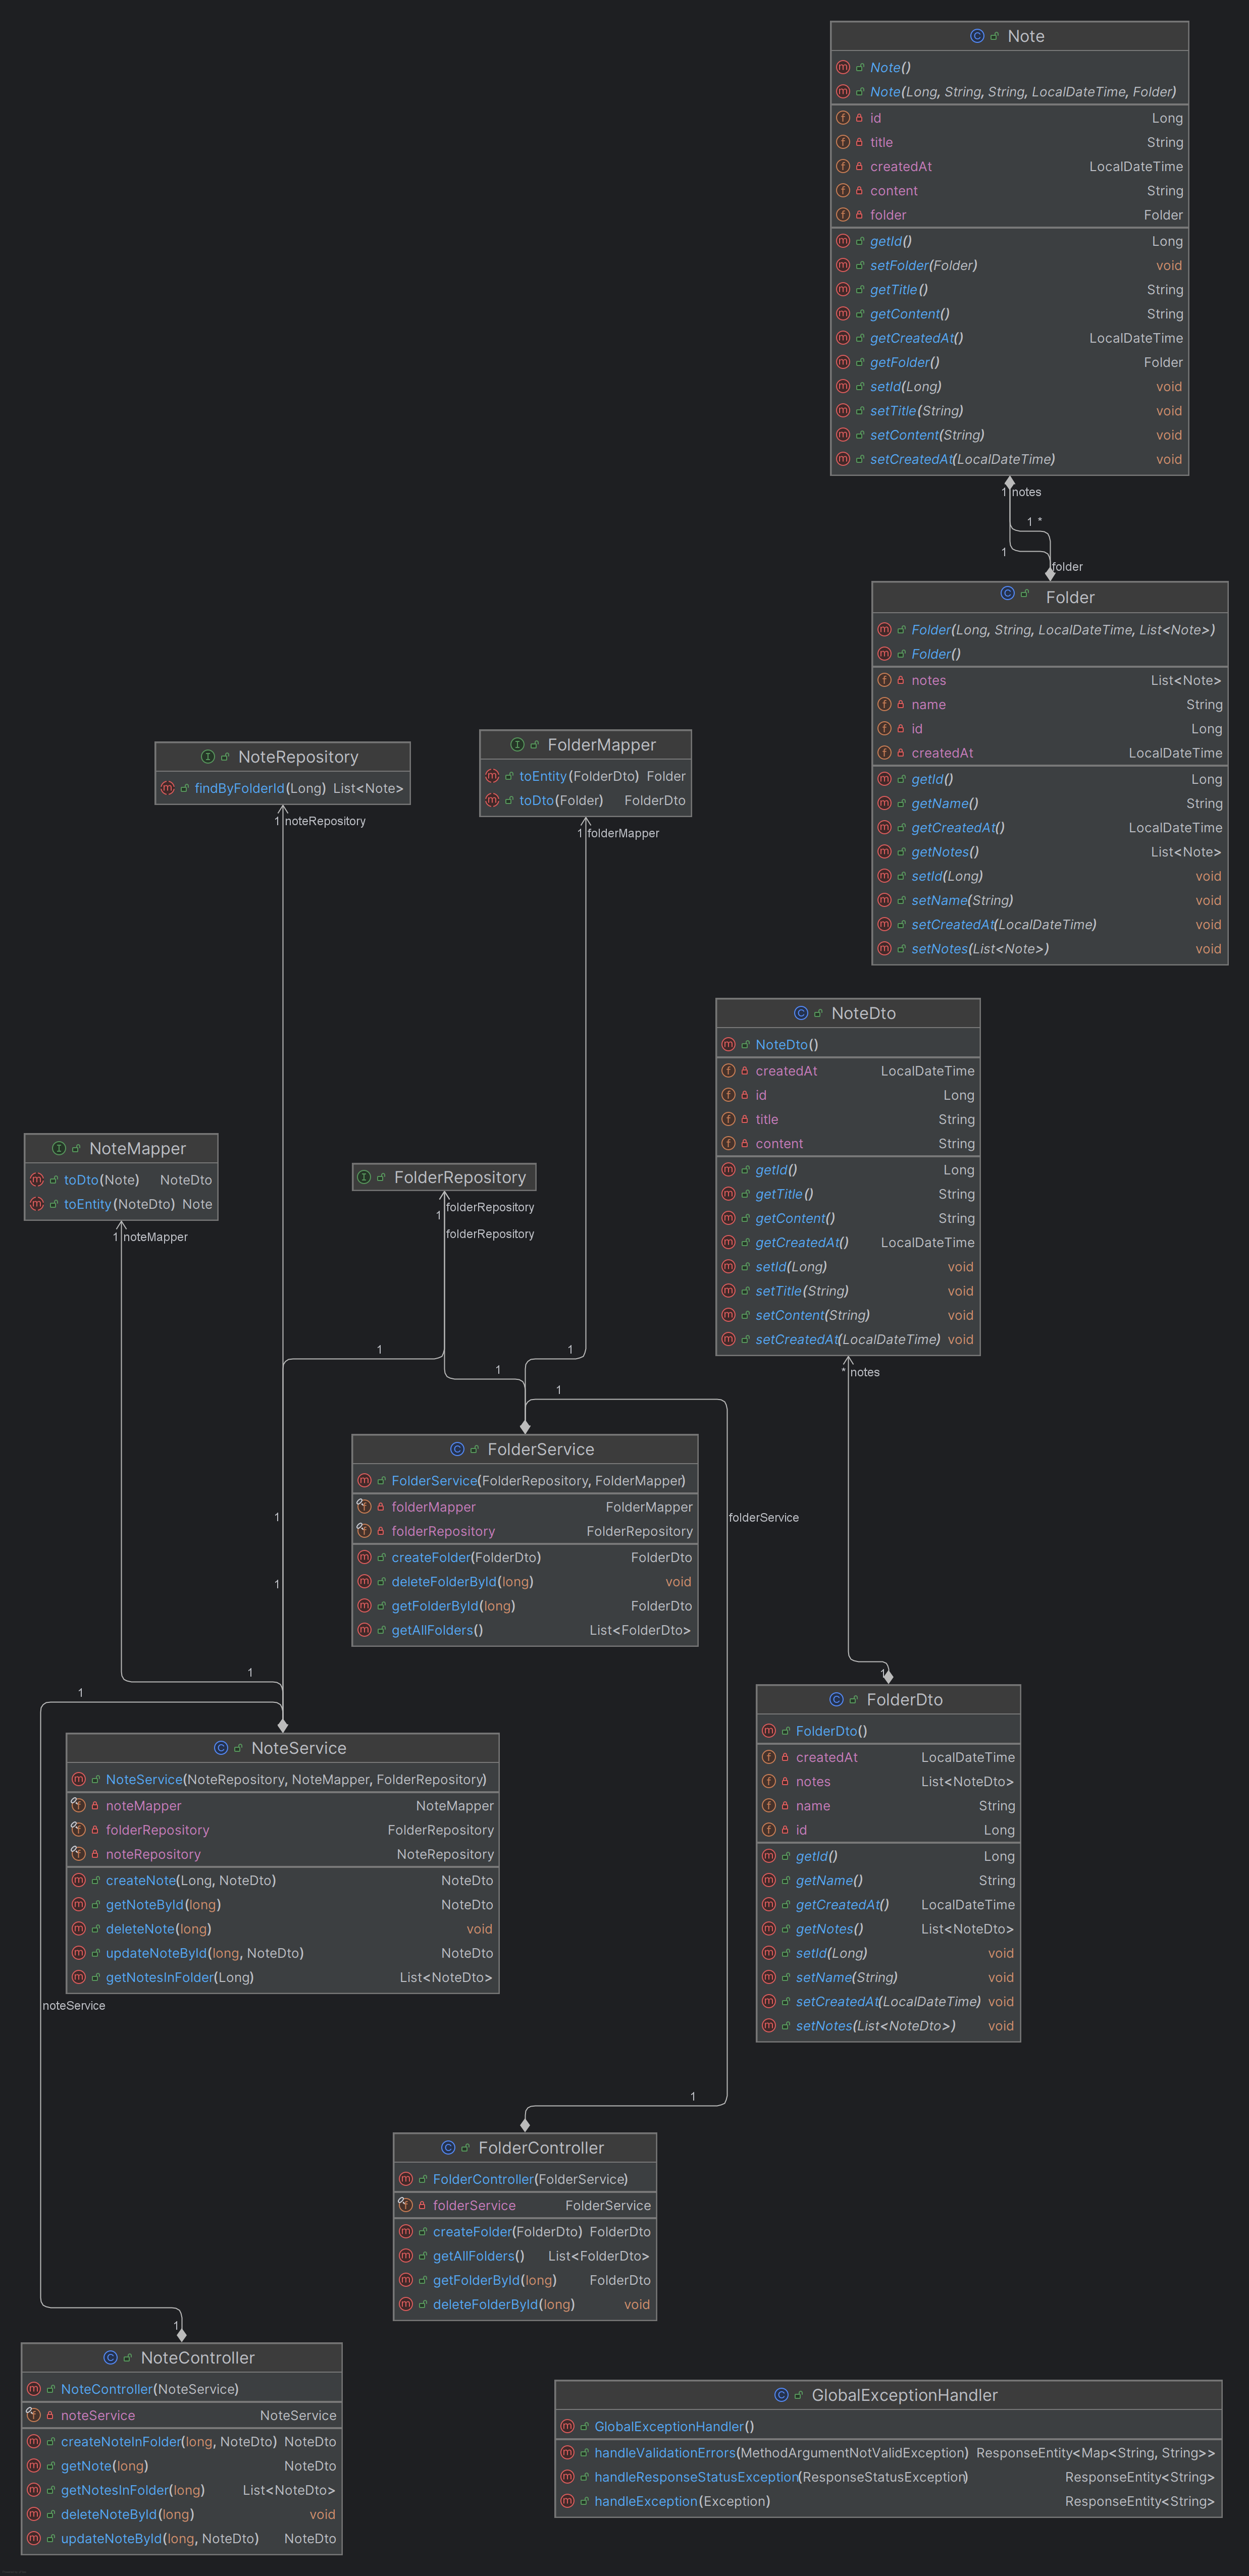 Note
Note()
Note(Long, String, String, LocalDateTime, Folder)
id Long
title String
createdAt LocalDateTime
content String
folder Folder
getId() Long
setFolder(Folder) void
getTitle() String
getContent() String
getCreatedAt() LocalDateTime
getFolder() Folder
setId(Long) void
setTitle(String) void
setContent(String) void
setCreatedAt(LocalDateTime) void
1 notes
1 *
1
folder
Folder
Folder(Long, String, LocalDateTime, List<Note>)
Folder()
notes List<Note>
name String
id Long
createdAt LocalDateTime
getId() Long
getName() String
getCreatedAt() LocalDateTime
getNotes() List<Note>
setId(Long) void
setName(String) void
setCreatedAt(LocalDateTime) void
setNotes(List<Note>) void
NoteRepository
findByFolderId(Long) List<Note>
1 noteRepository
FolderMapper
toEntity(FolderDto) Folder
toDto(Folder) FolderDto
1 folderMapper
NoteDto
NoteDto()
createdAt LocalDateTime
id Long
title String
content String
getId() Long
getTitle() String
getContent() String
getCreatedAt() LocalDateTime
setId(Long) void
setTitle(String) void
setContent(String) void
setCreatedAt(LocalDateTime) void
* notes
NoteMapper
toDto(Note) NoteDto
toEntity(NoteDto) Note
1 noteMapper
FolderRepository
folderRepository
1
folderRepository
1
1
1
1
FolderService
FolderService(FolderRepository, FolderMapper)
folderMapper FolderMapper
folderRepository FolderRepository
createFolder(FolderDto) FolderDto
deleteFolderById(long) void
getFolderById(long) FolderDto
getAllFolders() List<FolderDto>
folderService
1
1
1
1
1
FolderDto
FolderDto()
createdAt LocalDateTime
notes List<NoteDto>
name String
id Long
getId() Long
getName() String
getCreatedAt() LocalDateTime
getNotes() List<NoteDto>
setId(Long) void
setName(String) void
setCreatedAt(LocalDateTime) void
setNotes(List<NoteDto>) void
NoteService
NoteService(NoteRepository, NoteMapper, FolderRepository)
noteMapper NoteMapper
folderRepository FolderRepository
noteRepository NoteRepository
createNote(Long, NoteDto) NoteDto
getNoteById(long) NoteDto
deleteNote(long) void
updateNoteById(long, NoteDto) NoteDto
getNotesInFolder(Long) List<NoteDto>
noteService
1
FolderController
FolderController(FolderService)
folderService FolderService
createFolder(FolderDto) FolderDto
getAllFolders() List<FolderDto>
getFolderById(long) FolderDto
deleteFolderById(long) void
1
NoteController
NoteController(NoteService)
noteService NoteService
createNoteInFolder(long, NoteDto) NoteDto
getNote(long) NoteDto
getNotesInFolder(long) List<NoteDto>
deleteNoteById(long) void
updateNoteById(long, NoteDto) NoteDto
GlobalExceptionHandler
GlobalExceptionHandler()
handleValidationErrors(MethodArgumentNotValidException) ResponseEntity<Map<String, String>>
handleResponseStatusException(ResponseStatusException) ResponseEntity<String>
handleException(Exception) ResponseEntity<String>